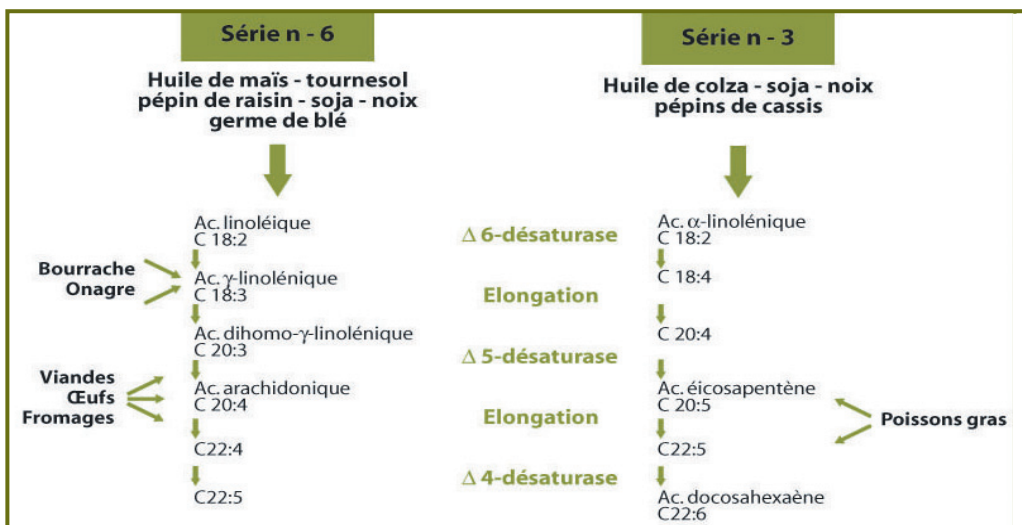 Série n - 6
Huile de maïs - tournesol
pépin de raisin - soja - noix
germe de blé
Ac. linoléique
C 18:2
Bourrache
Onagre
Ac. γ-linolénique
C 18:3
Ac. dihomo-γ-linolénique
C 20:3
Viandes
Œufs
Fromages
Ac. arachidonique
C 20:4
C22:4
C22:5
Δ 6-désaturase
Elongation
Δ 5-désaturase
Elongation
Δ 4-désaturase
Série n - 3
Huile de colza - soja - noix
pépins de cassis
Ac. α-linolénique
C 18:2
C 18:4
C 20:4
Ac. éicosapentène
C 20:5
Poissons gras
C22:5
Ac. docosahexaène
C22:6